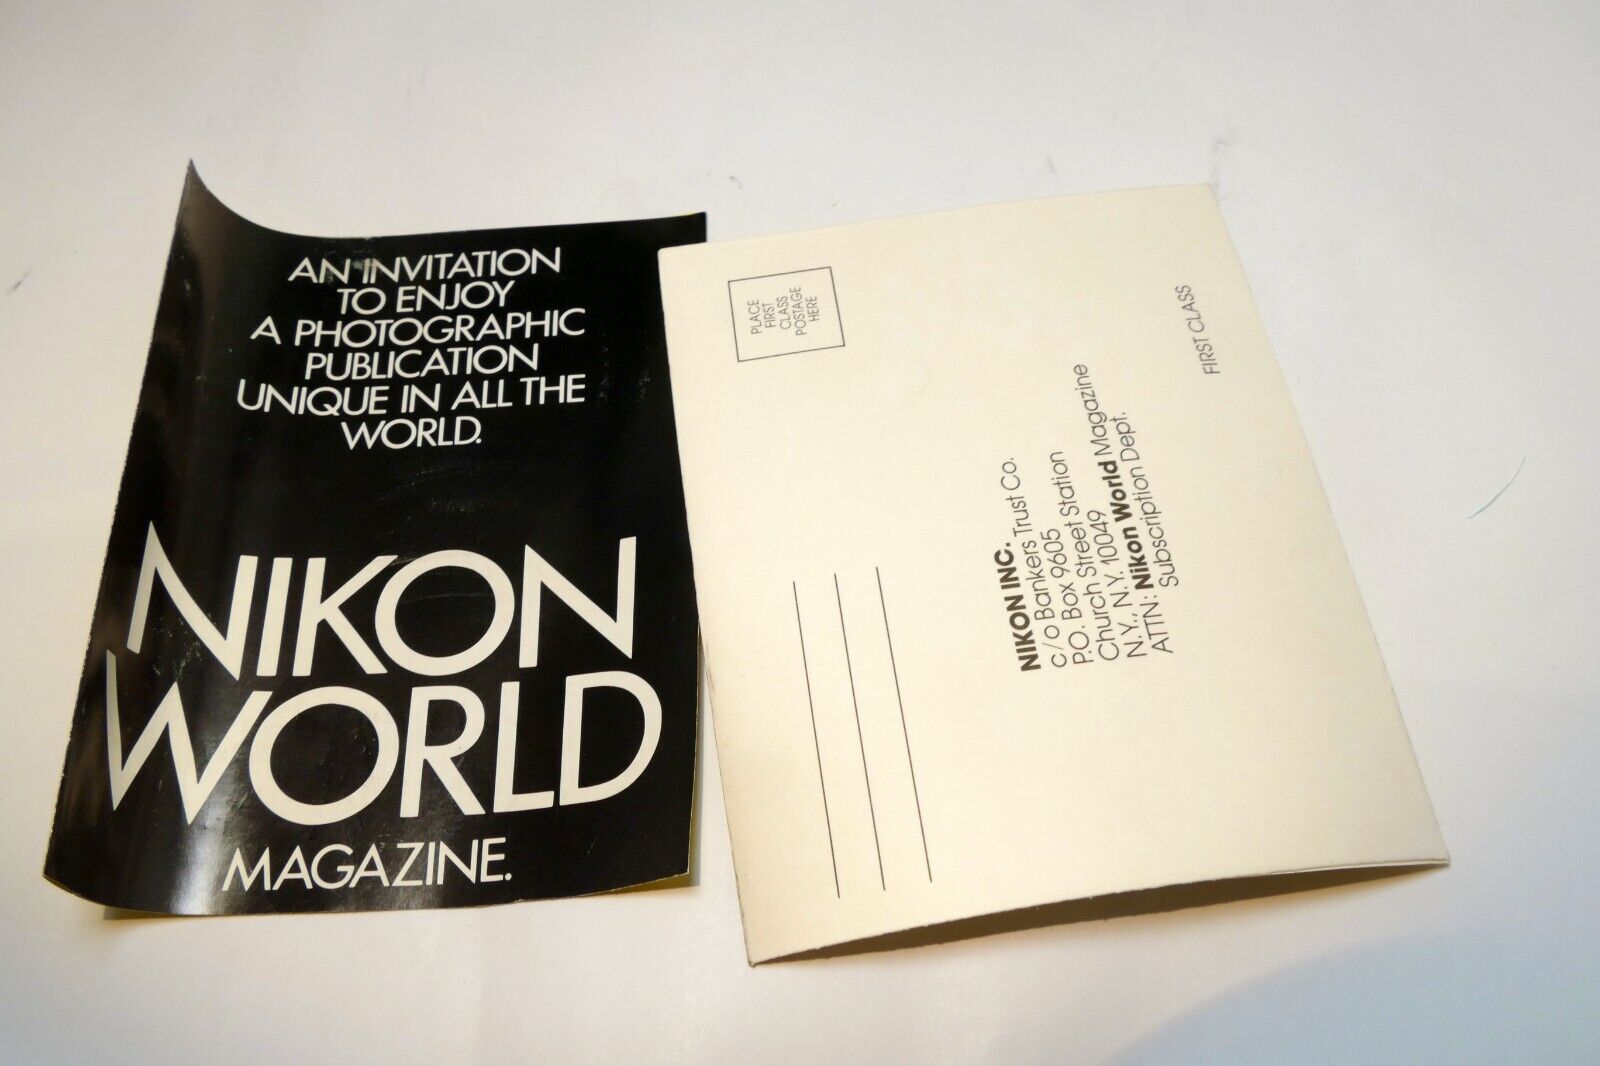 AN INVITATION
TO ENJOY
A PHOTOGRAPHIC
PUBLICATION
UNIQUE IN ALL THE
WORLD.
NIKON
WORLD
MAGAZINE.
PLACE
FIRST
CLASS
POSTAGE
HERE
FIRST CLASS
NIKON INC.
c/o Bankers Trust Co.
P.O. Box 9605
Church Street Station
N.Y., N.Y. 10049
ATTN: Nikon World Magazine
Subscription Dept.